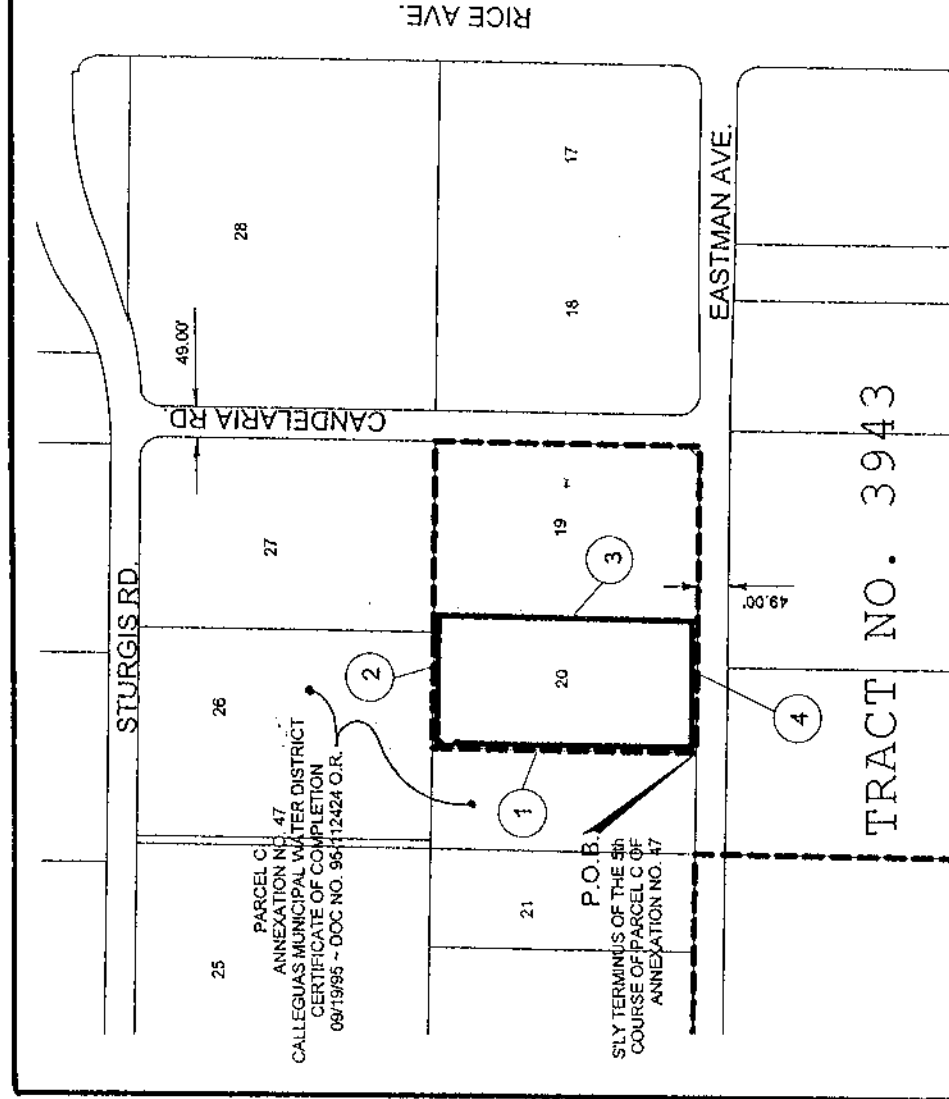 RICE AVE.
28
17
18
49.00'
CANDELARIA RD.
EASTMAN AVE.
STURGIS RD.
27
19
3
49.00'
26
2
20
4
1
PARCEL C
ANNEXATION NO. 47
CALLEGUAS MUNICIPAL WATER DISTRICT
CERTIFICATE OF COMPLETION
09/19/95 ~ DOC NO. 95-112424 O.R.
25
21
P.O.B.
S'LY TERMINUS OF THE 5th
COURSE OF PARCEL C OF
ANNEXATION NO. 47
TRACT NO. 3943